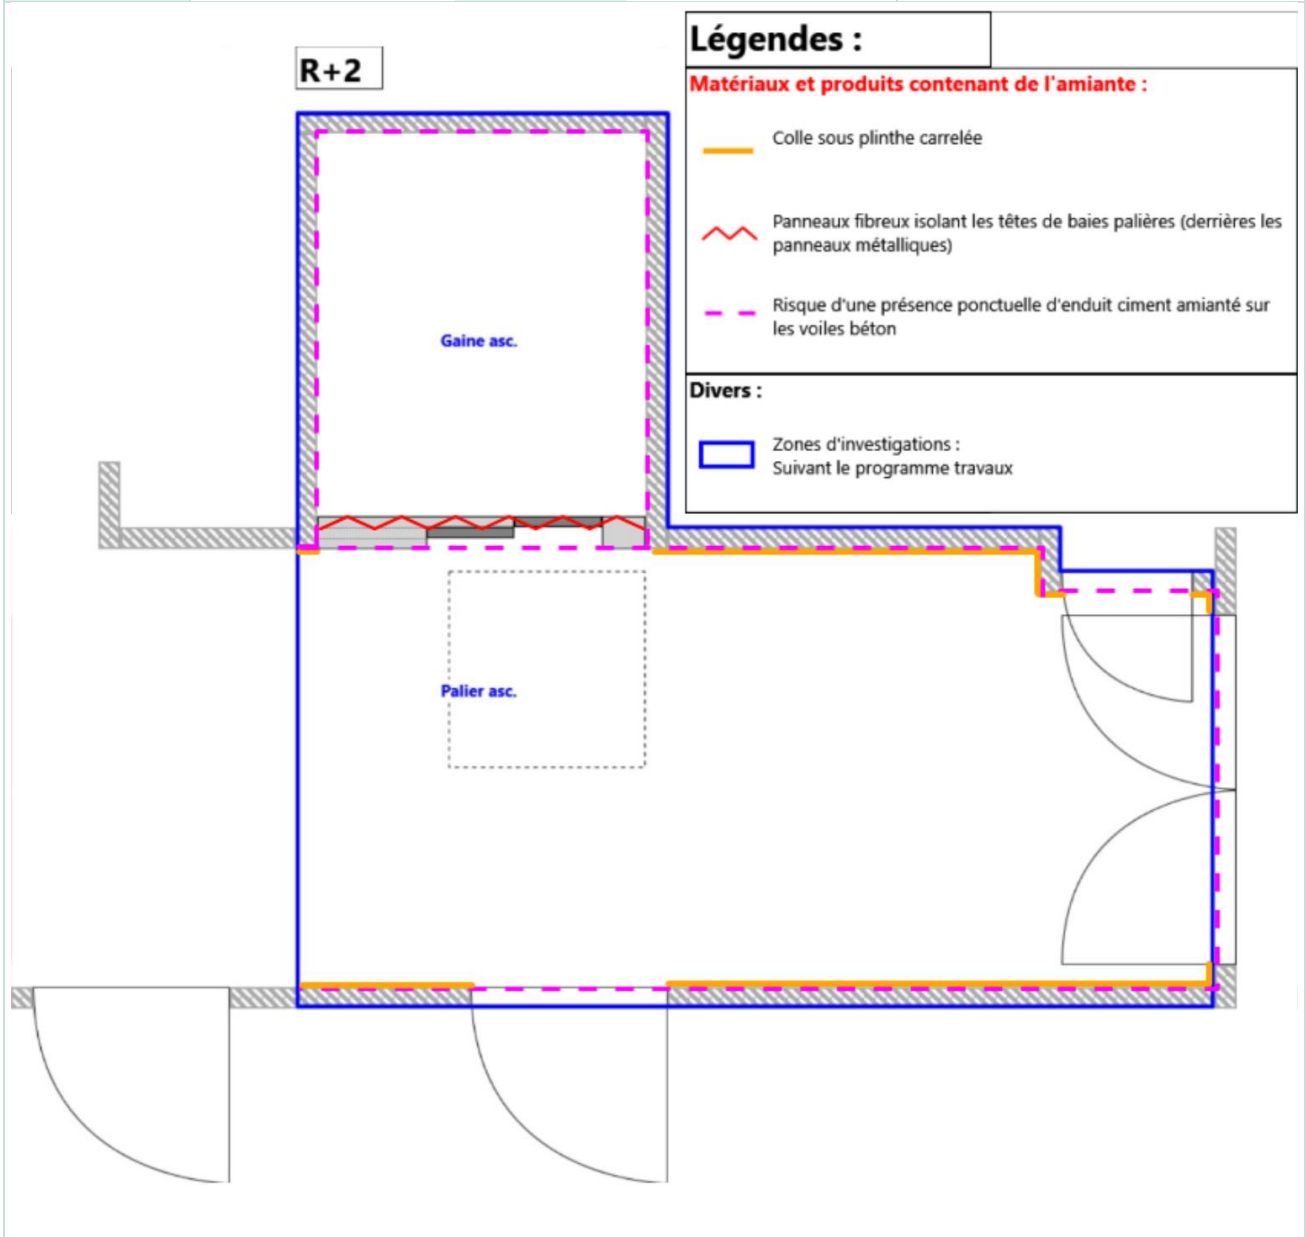 R+2
Légendes :
Matériaux et produits contenant de l'amiante :
Colle sous plinthe carrelée
Panneaux fibreux isolant les têtes de baies palières (derrières les
panneaux métalliques)
Risque d'une présence ponctuelle d'enduit ciment amianté sur
les voiles béton
Divers :
Zones d'investigations :
Suivant le programme travaux
Gaine asc.
Palier asc.